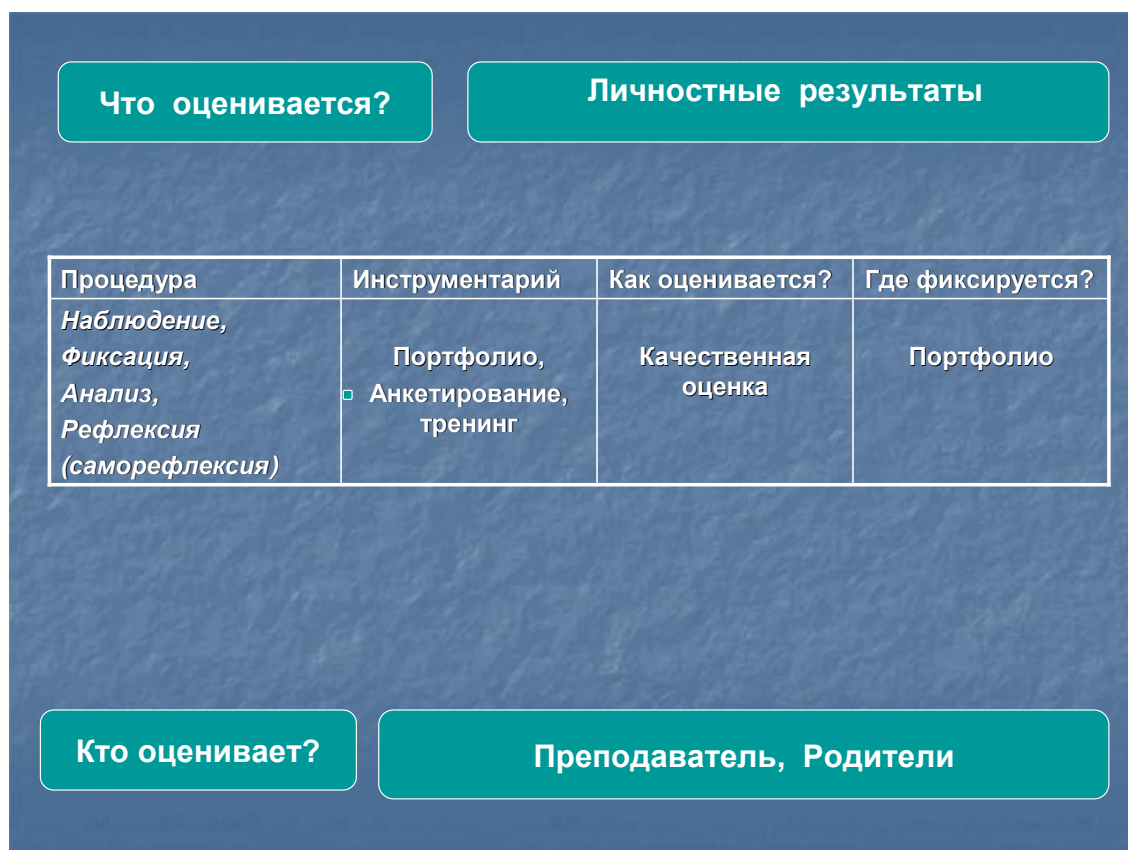 Что оценивается?
Личностные результаты
Процедура
Инструментарий
Как оценивается?
Где фиксируется?
Наблюдение,
Фиксация,
Анализ,
Рефлексия
(саморефлексия)
Портфолио,
Анкетирование,
тренинг
Качественная
оценка
Портфолио
Кто оценивает?
Преподаватель, Родители